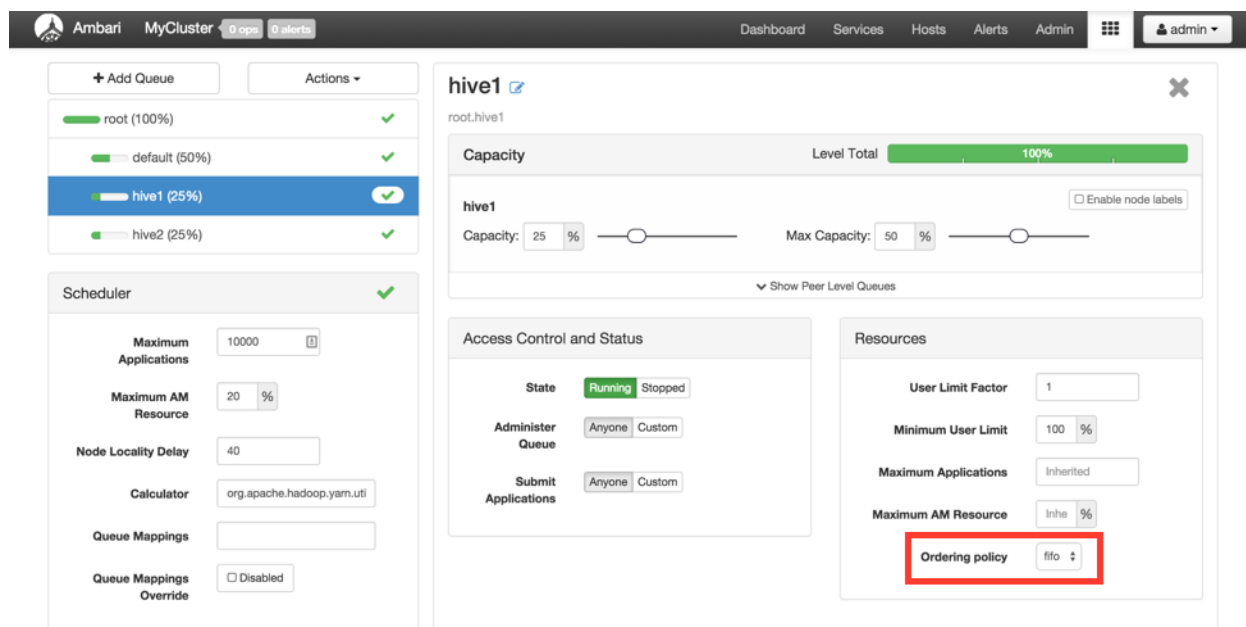 Ambari MyCluster 0 ops 0 alerts Dashboard Services Hosts Alerts Admin admin
Add Queue Actions
root (100%)
default (50%)
hive1 (25%)
hive2 (25%)
Scheduler
Maximum Applications 10000
Maximum AM Resource 20 %
Node Locality Delay 40
Calculator org.apache.hadoop.yarn.uti
Queue Mappings
Queue Mappings Override Disabled
hive1
root.hive1
Capacity Level Total 100%
hive1 Enable node labels
Capacity: 25 % Max Capacity: 50 %
Show Peer Level Queues
Access Control and Status
State Running Stopped
Administer Queue Anyone Custom
Submit Applications Anyone Custom
Resources
User Limit Factor 1
Minimum User Limit 100 %
Maximum Applications Inherited
Maximum AM Resource Inhe %
Ordering policy fifo